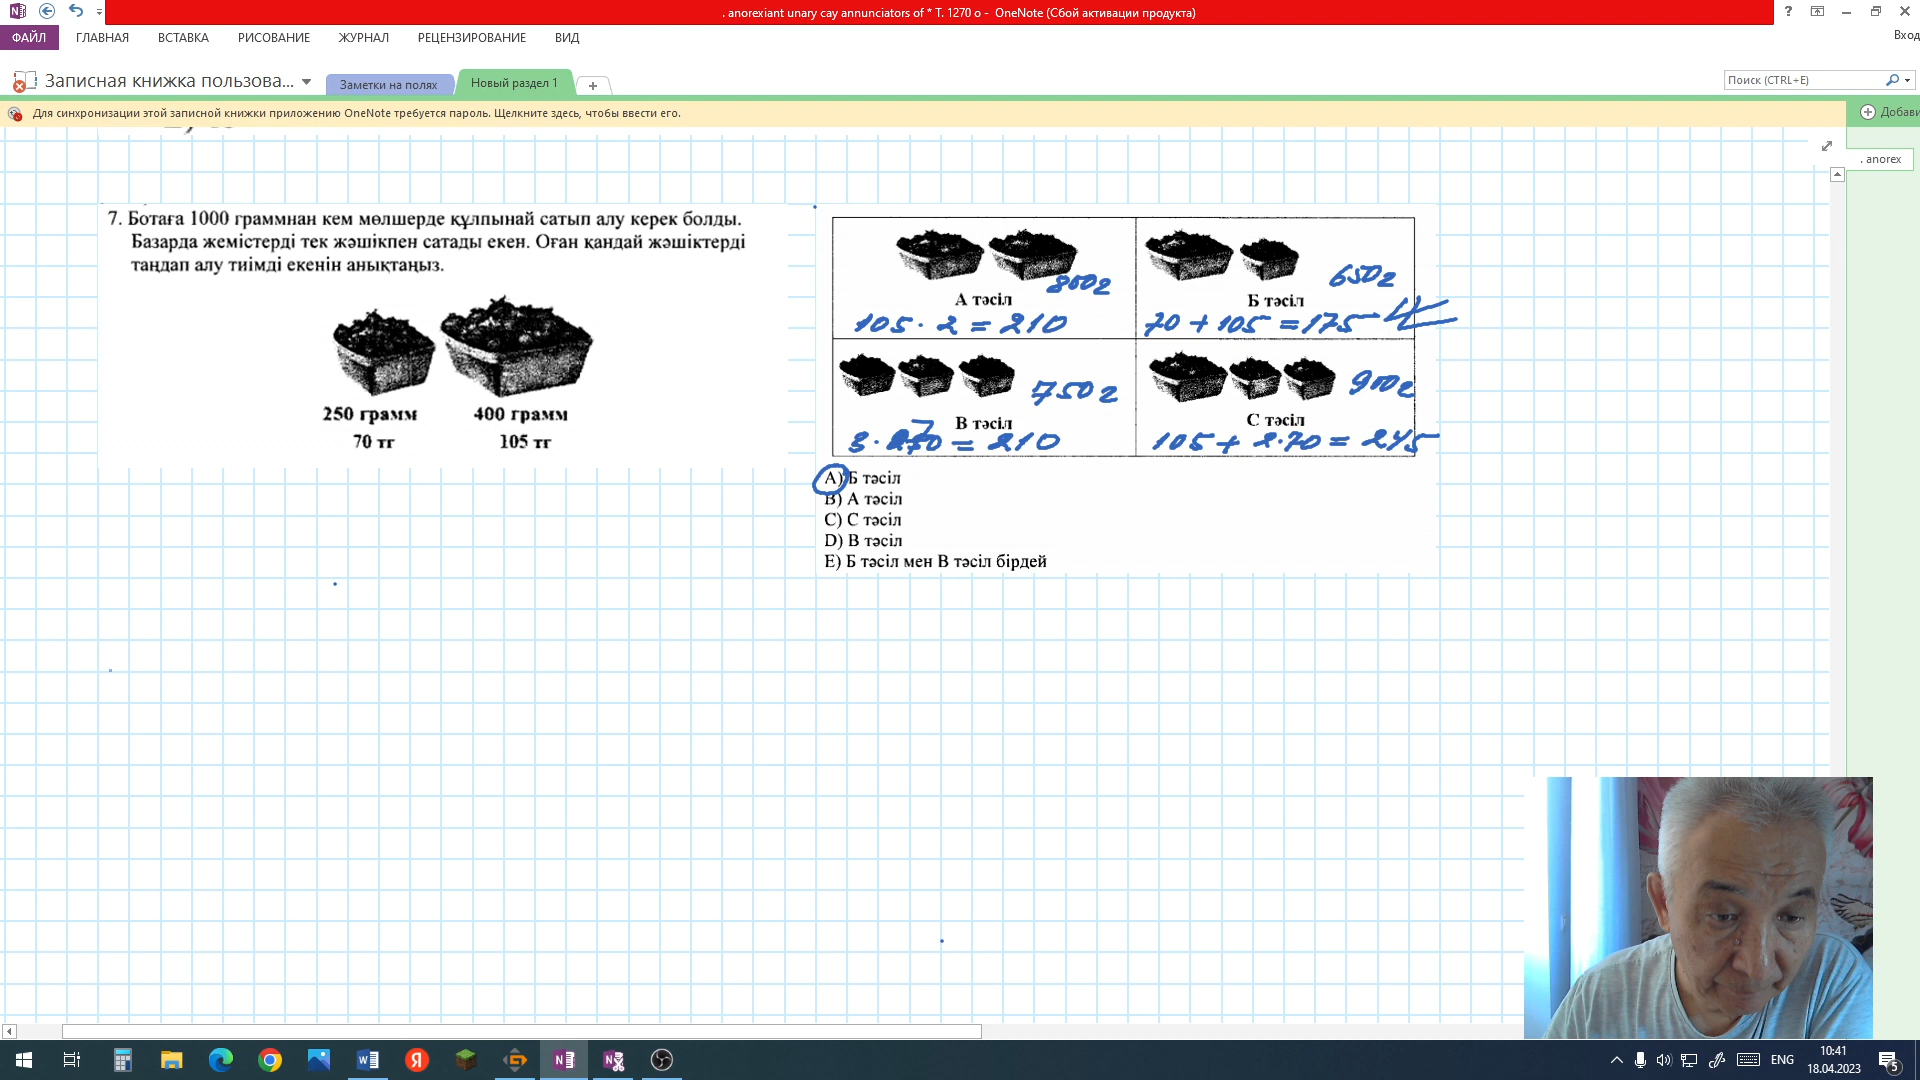 . anorexiant unary cay annunciators of * T. 1270 o - OneNote (Сбой активации продукта)
ФАЙЛ ГЛАВНАЯ ВСТАВКА РИСОВАНИЕ ЖУРНАЛ РЕЦЕНЗИРОВАНИЕ ВИД
Вход
Записная книжка пользова... Заметки на полях Новый раздел 1
Поиск (CTRL+E)
Для синхронизации этой записной книжки приложению OneNote требуется пароль. Щелкните здесь, чтобы ввести его.
Добави
. anorex
7. Ботаға 1000 граммнан кем мөлшерде құлпынай сатып алу керек болды.
Базарда жемістерді тек жәшікпен сатады екен. Оған қандай жәшіктерді
таңдап алу тиімді екенін анықтаңыз.
250 грамм 400 грамм
70 тг 105 тг
800г
А тәсіл
105 · 2 = 210
650г
Б тәсіл
70 + 105 = 175
750г
В тәсіл
= 210
900г
С тәсіл
105 + 2·70 = 245
A) Б тәсіл
B) А тәсіл
C) С тәсіл
D) В тәсіл
E) Б тәсіл мен В тәсіл бірдей
ENG
10:41
18.04.2023
5